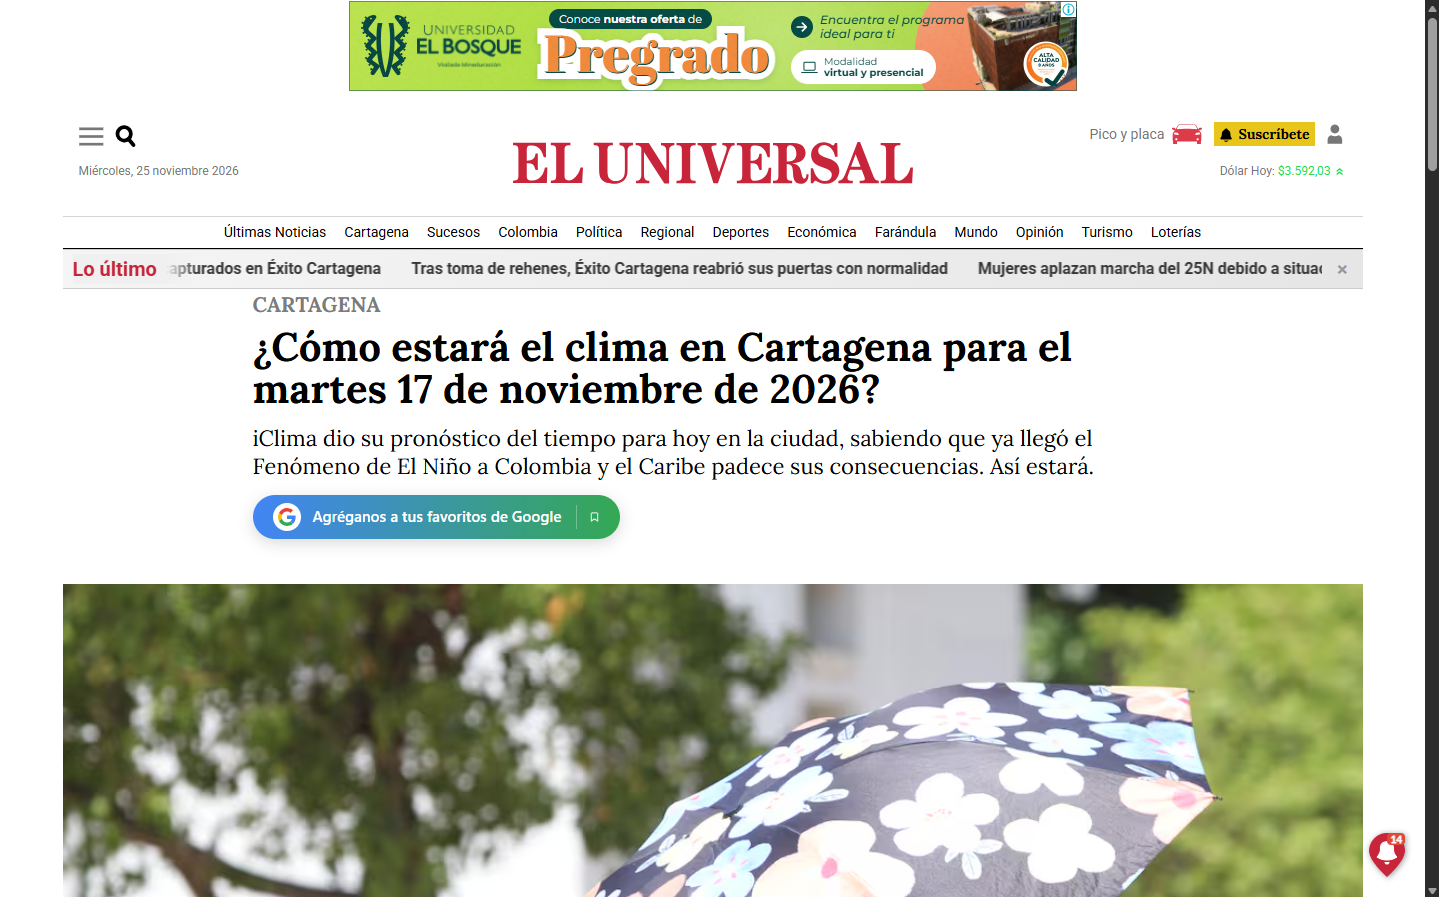 UNIVERSIDAD
EL BOSQUE
Vigilada Mineducación
Conoce nuestra oferta de
Pregrado
Encuentra el programa
ideal para ti
Modalidad
virtual y presencial
ALTA
CALIDAD
Miércoles, 25 noviembre 2026
EL UNIVERSAL
Pico y placa
Suscríbete
Dólar Hoy: $3.592,03
Últimas Noticias Cartagena Sucesos Colombia Política Regional Deportes Económica Farándula Mundo Opinión Turismo Loterías
Lo último apturados en Éxito Cartagena Tras toma de rehenes, Éxito Cartagena reabrió sus puertas con normalidad Mujeres aplazan marcha del 25N debido a situac ×
CARTAGENA
¿Cómo estará el clima en Cartagena para el
martes 17 de noviembre de 2026?
iClima dio su pronóstico del tiempo para hoy en la ciudad, sabiendo que ya llegó el
Fenómeno de El Niño a Colombia y el Caribe padece sus consecuencias. Así estará.
Agréganos a tus favoritos de Google
14